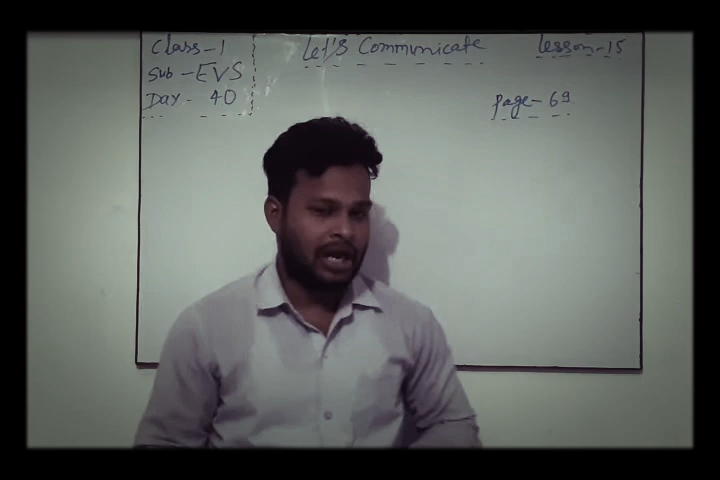 Class-1
Sub-EVS
Day- 40
Let's Communicate
Lesson-15
page-69